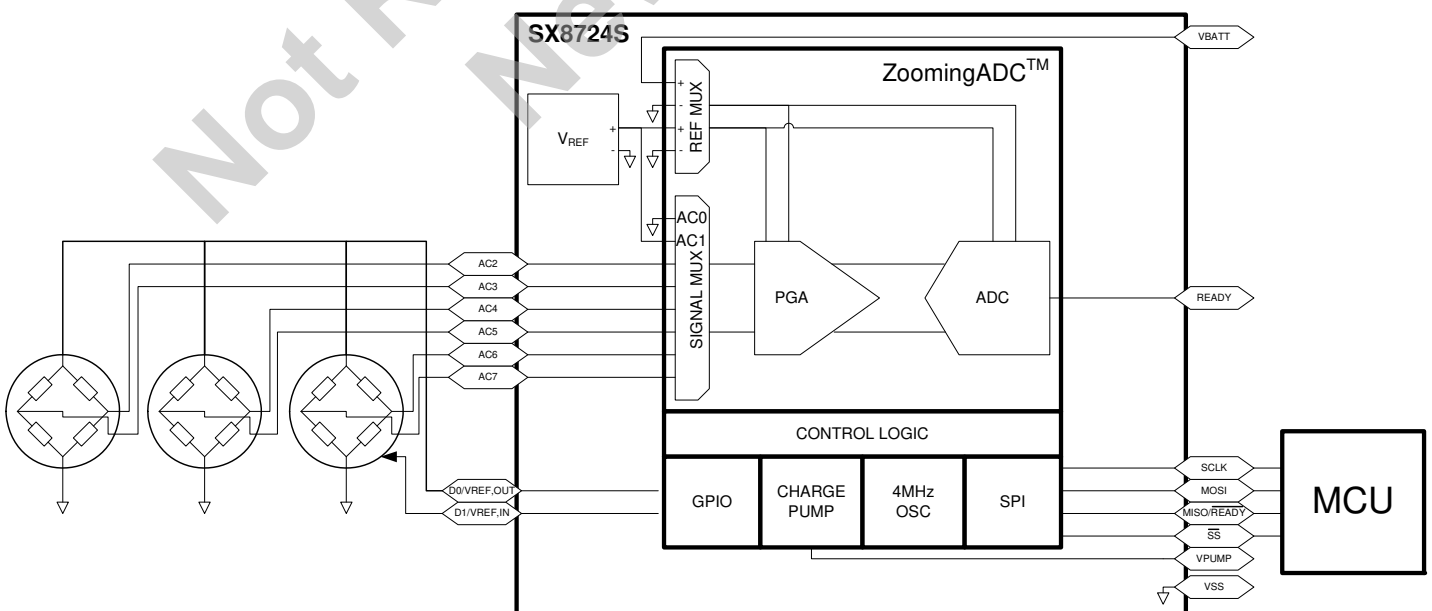 Not R
Ne
SX8724S
VBATT
ZoomingADC™
VREF
+
-
+
-
+
-
REF MUX
AC0
AC1
SIGNAL MUX
AC2
AC3
AC4
AC5
AC6
AC7
PGA
ADC
READY
CONTROL LOGIC
D0/VREF,OUT
D1/VREF,IN
GPIO
CHARGE
PUMP
4MHz
OSC
SPI
SCLK
MOSI
MISO/READY
SS
VPUMP
VSS
MCU